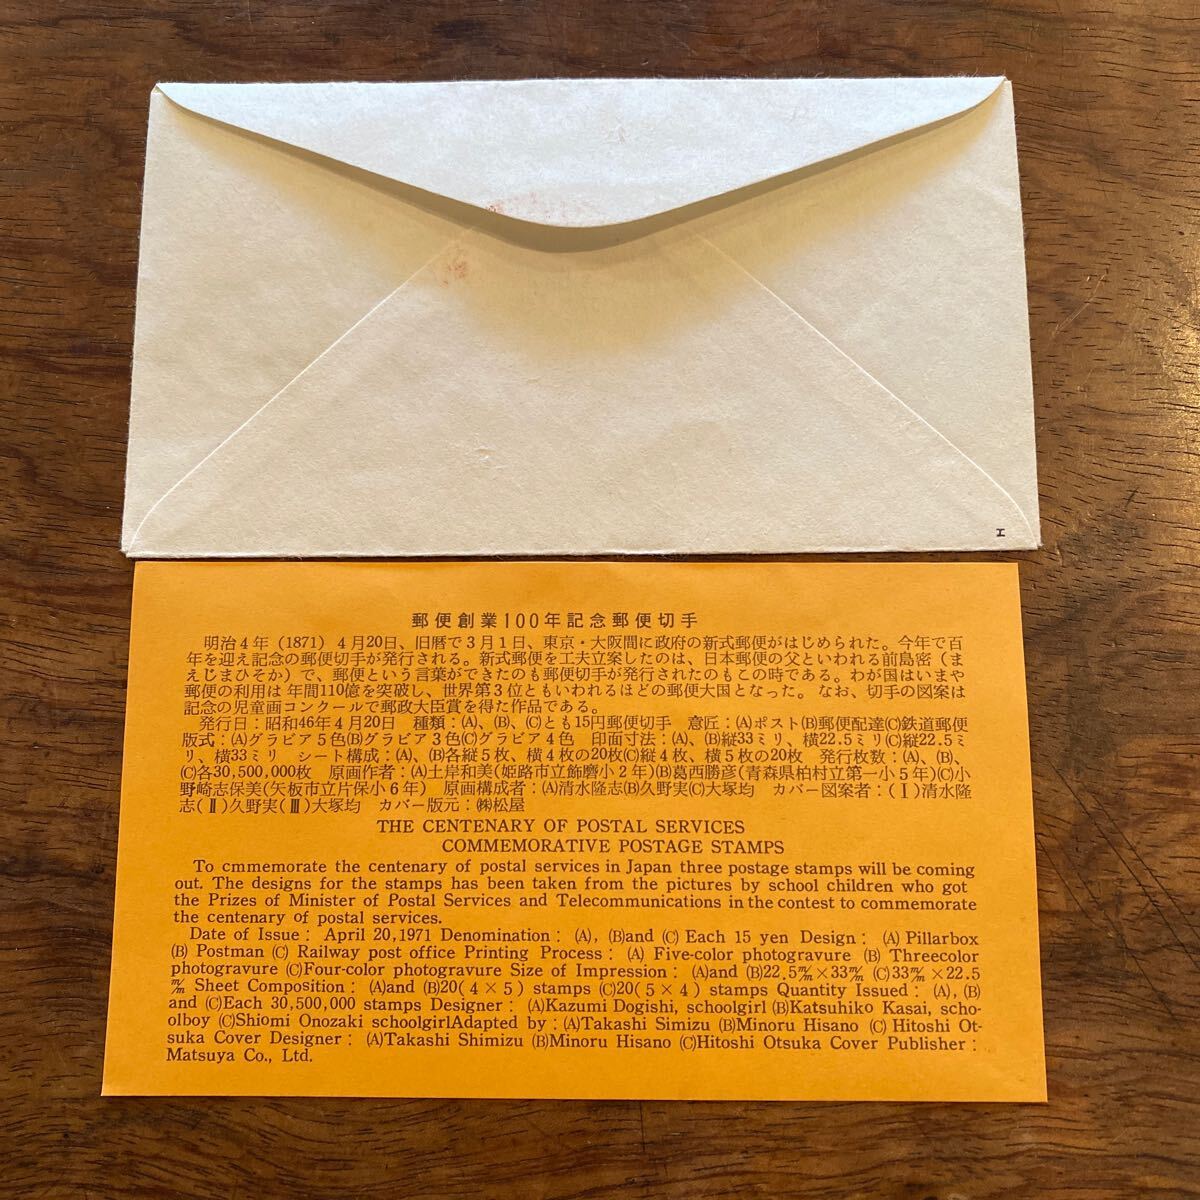 エ
郵便創業100年記念郵便切手
明治4年（1871）4月20日、旧暦で3月1日、東京・大阪間に政府の新式郵便がはじめられた。今年で百
年を迎え記念の郵便切手が発行される。新式郵便を工夫立案したのは、日本郵便の父といわれる前島密（ま
えじまひそか）で、郵便という言葉ができたのも郵便切手が発行されたのもこの時である。わが国はいまや
郵便の利用は 年間110億を突破し、世界第3位ともいわれるほどの郵便大国となった。なお、切手の図案は
記念の児童画コンクールで郵政大臣賞を得た作品である。
発行日：昭和46年4月20日　種類：(A)、(B)、(C)とも15円郵便切手　意匠：(A)ポスト(B)郵便配達(C)鉄道郵便
版式：(A)グラビア5色(B)グラビア3色(C)グラビア4色　印面寸法：(A)、(B)縦33ミリ、横22.5ミリ(C)縦22.5ミ
リ、横33ミリ　シート構成：(A)、(B)各縦5枚、横4枚の20枚(C)縦4枚、横5枚の20枚　発行枚数：(A)、(B)、
(C)各30,500,000枚　原画作者：(A)土岸和美(姫路市立飾磨小2年)(B)葛西勝彦(青森県柏村立第一小5年)(C)小
野崎志保美(矢板市立片保小6年)　原画構成者：(A)清水隆志(B)久野実(C)大塚均　カバー図案者：(Ⅰ)清水隆
志(Ⅱ)久野実(Ⅲ)大塚均　カバー版元：㈱松屋
THE CENTENARY OF POSTAL SERVICES
COMMEMORATIVE POSTAGE STAMPS
To cmmemorate the centenary of postal services in Japan three postage stamps will be coming
out. The designs for the stamps has been taken from the pictures by school children who got
the Prizes of Minister of Postal Services and Telecommunications in the contest to commemorate
the centenary of postal services.
Date of Issue : April 20,1971 Denomination : (A), (B)and (C) Each 15 yen Design : (A) Pillarbox
(B) Postman (C) Railway post office Printing Process : (A) Five-color photogravure (B) Threecolor
photogravure (C)Four-color photogravure Size of Impression : (A)and (B)22.5m/m×33m/m (C)33m/m×22.5
m/m Sheet Composition : (A)and (B)20(4×5) stamps (C)20(5×4) stamps Quantity Issued : (A), (B)
and (C)Each 30,500,000 stamps Designer : (A)Kazumi Dogishi, schoolgirl (B)Katsuhiko Kasai, scho-
olboy (C)Shiomi Onozaki schoolgirlAdapted by : (A)Takashi Simizu (B)Minoru Hisano (C) Hitoshi Ot-
suka Cover Designer : (A)Takashi Shimizu (B)Minoru Hisano (C)Hitoshi Otsuka Cover Publisher :
Matsuya Co., Ltd.